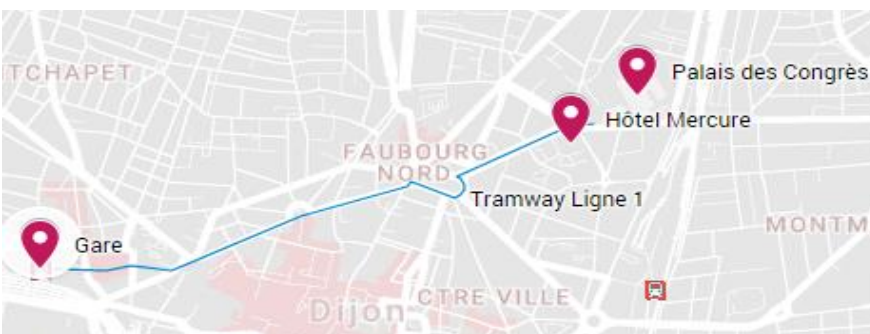 TCHAPET
Palais des Congrès
Hôtel Mercure
FAUBOURG
NORD
Tramway Ligne 1
MONTM
Gare
CTRE VILLE
Dijon